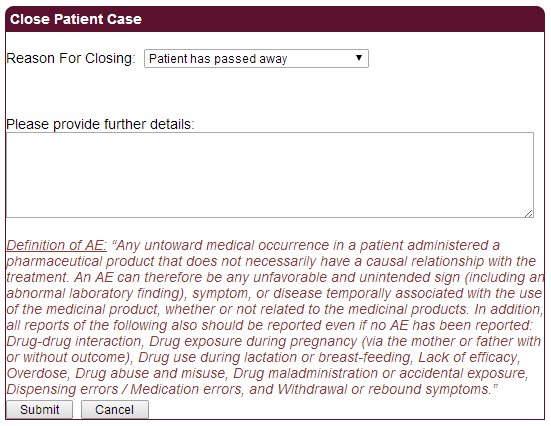 Close Patient Case
Reason For Closing: Patient has passed away
Please provide further details:
Definition of AE: “Any untoward medical occurrence in a patient administered a
pharmaceutical product that does not necessarily have a causal relationship with the
treatment. An AE can therefore be any unfavorable and unintended sign (including an
abnormal laboratory finding), symptom, or disease temporally associated with the use
of the medicinal product, whether or not related to the medicinal products. In addition,
all reports of the following also should be reported even if no AE has been reported:
Drug-drug interaction, Drug exposure during pregnancy (via the mother or father with
or without outcome), Drug use during lactation or breast-feeding, Lack of efficacy,
Overdose, Drug abuse and misuse, Drug maladministration or accidental exposure,
Dispensing errors / Medication errors, and Withdrawal or rebound symptoms.”
Submit Cancel